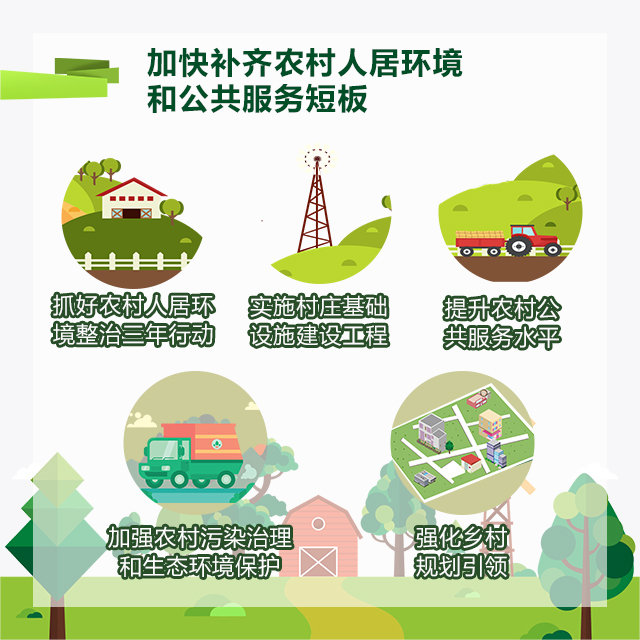 加快补齐农村人居环境
和公共服务短板
抓好农村人居环
境整治三年行动
实施村庄基础
设施建设工程
提升农村公
共服务水平
加强农村污染治理
和生态环境保护
强化乡村
规划引领